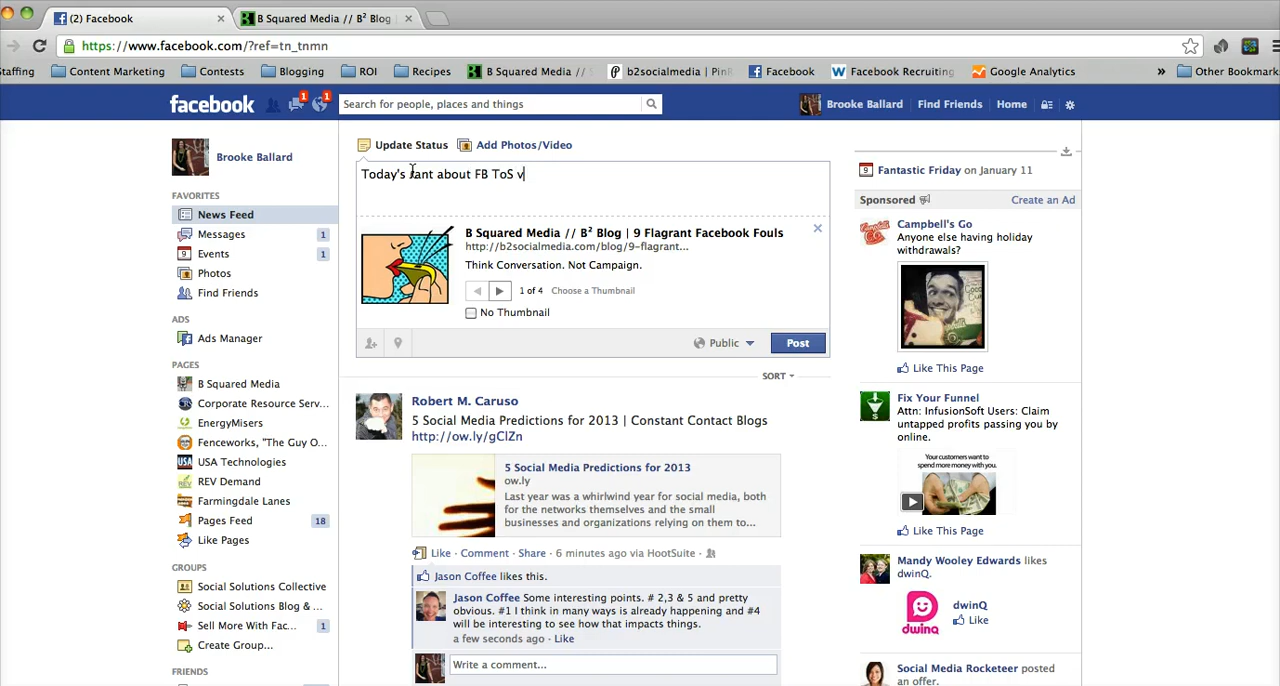 (2) Facebook
B Squared Media // B² Blog
https://www.facebook.com/?ref=tn_tnmn
taffing
Content Marketing
Contests
Blogging
ROI
Recipes
B Squared Media //
b2socialmedia | Pin
Facebook
Facebook Recruiting
Google Analytics
»
Other Bookmark
facebook
1
1
Search for people, places and things
Brooke Ballard
Find Friends
Home
Brooke Ballard
FAVORITES
News Feed
Messages 1
Events 1
Photos
Find Friends
ADS
Ads Manager
PAGES
B Squared Media
Corporate Resource Serv...
EnergyMisers
Fenceworks, "The Guy O...
USA Technologies
REV Demand
Farmingdale Lanes
Pages Feed 18
Like Pages
GROUPS
Social Solutions Collective
Social Solutions Blog & ...
Sell More With Fac... 1
Create Group...
FRIENDS
Update Status
Add Photos/Video
Today's rant about FB ToS v
B Squared Media // B² Blog | 9 Flagrant Facebook Fouls
http://b2socialmedia.com/blog/9-flagrant...
Think Conversation. Not Campaign.
1 of 4 Choose a Thumbnail
No Thumbnail
Public
Post
SORT
Robert M. Caruso
5 Social Media Predictions for 2013 | Constant Contact Blogs
http://ow.ly/gClZn
5 Social Media Predictions for 2013
ow.ly
Last year was a whirlwind year for social media, both
for the networks themselves and the small
businesses and organizations relying on them to...
Like · Comment · Share · 6 minutes ago via HootSuite ·
Jason Coffee likes this.
Jason Coffee Some interesting points. # 2,3 & 5 and pretty
obvious. #1 I think in many ways is already happening and #4
will be interesting to see how that impacts things.
a few seconds ago · Like
Write a comment...
9 Fantastic Friday on January 11
Sponsored
Create an Ad
Campbell's Go
Anyone else having holiday
withdrawals?
Like This Page
Fix Your Funnel
Attn: InfusionSoft Users: Claim
untapped profits passing you by
online.
Your customers want to
spend more money with you.
Like This Page
Mandy Wooley Edwards likes
dwinQ.
dwinq
dwinQ
Like
Social Media Rocketeer posted
an offer.